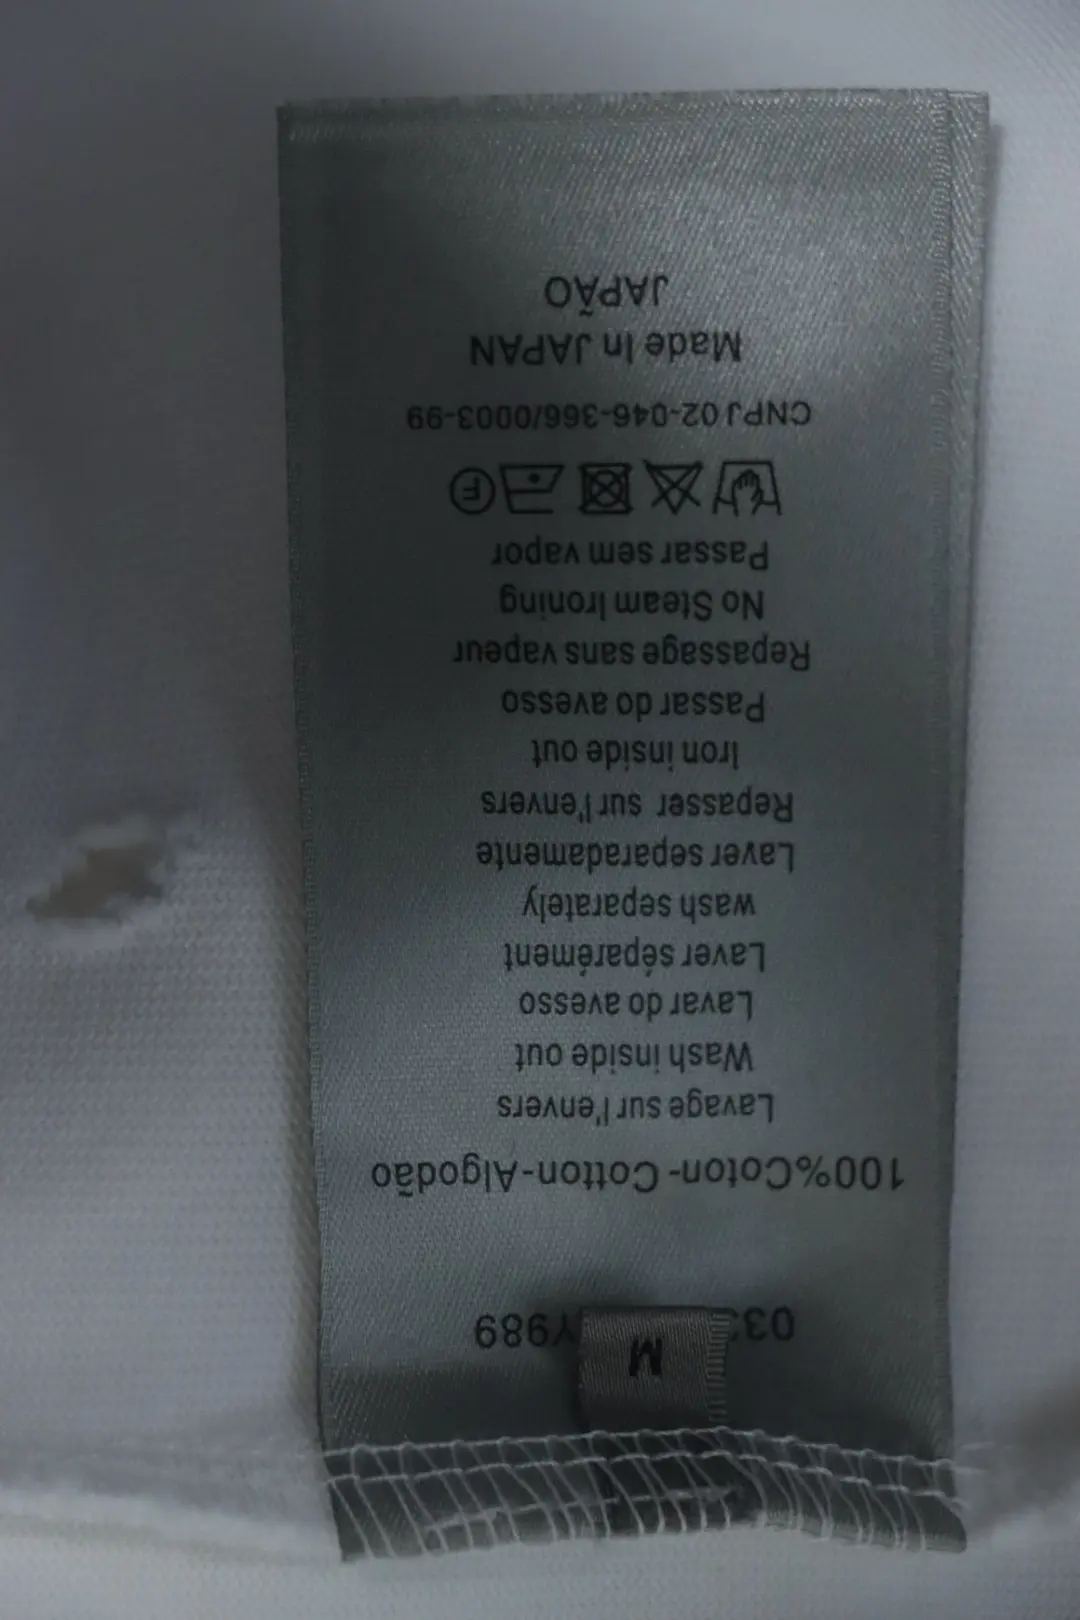 M
Y989
100%Coton-Cotton-Algodão
Lavage sur l'envers
Wash inside out
Lavar do avesso
Laver séparément
wash separately
Laver separadamente
Repasser sur l'envers
Iron inside out
Passar do avesso
Repassage sans vapeur
No Steam Ironing
Passar sem vapor
F
CNPJ 02-046-366/0003-99
Made In JAPAN
JAPÃO